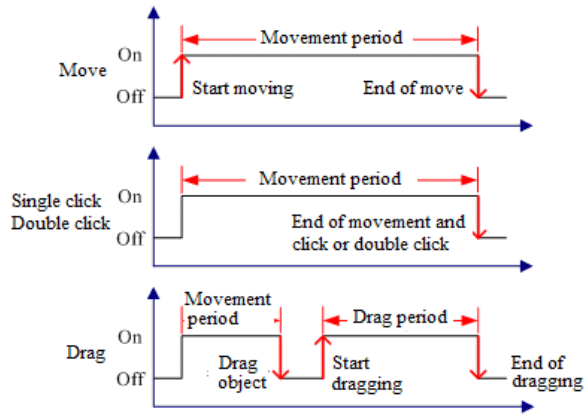 Movement period
On
Move
Start moving
End of move
Off
Movement period
Single click
Double click
On
End of movement and
click or double click
Off
Movement
period
Drag period
On
Drag
Drag
object
Start
dragging
End of
dragging
Off